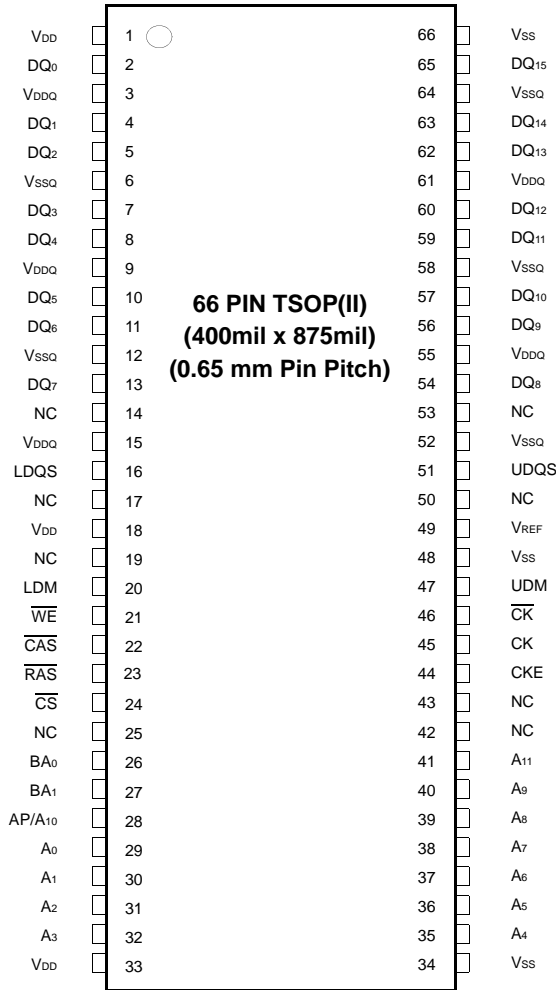 VDD 1 66 VSS
DQ0 2 65 DQ15
VDDQ 3 64 VSSQ
DQ1 4 63 DQ14
DQ2 5 62 DQ13
VSSQ 6 61 VDDQ
DQ3 7 60 DQ12
DQ4 8 59 DQ11
VDDQ 9 58 VSSQ
DQ5 10 57 DQ10
DQ6 11 56 DQ9
VSSQ 12 55 VDDQ
DQ7 13 54 DQ8
66 PIN TSOP(II)
(400mil x 875mil)
(0.65 mm Pin Pitch)
NC 14 53 NC
VDDQ 15 52 VSSQ
LDQS 16 51 UDQS
NC 17 50 NC
VDD 18 49 VREF
NC 19 48 VSS
LDM 20 47 UDM
WE 21 46 CK
CAS 22 45 CK
RAS 23 44 CKE
CS 24 43 NC
NC 25 42 NC
BA0 26 41 A11
BA1 27 40 A9
AP/A10 28 39 A8
A0 29 38 A7
A1 30 37 A6
A2 31 36 A5
A3 32 35 A4
VDD 33 34 VSS